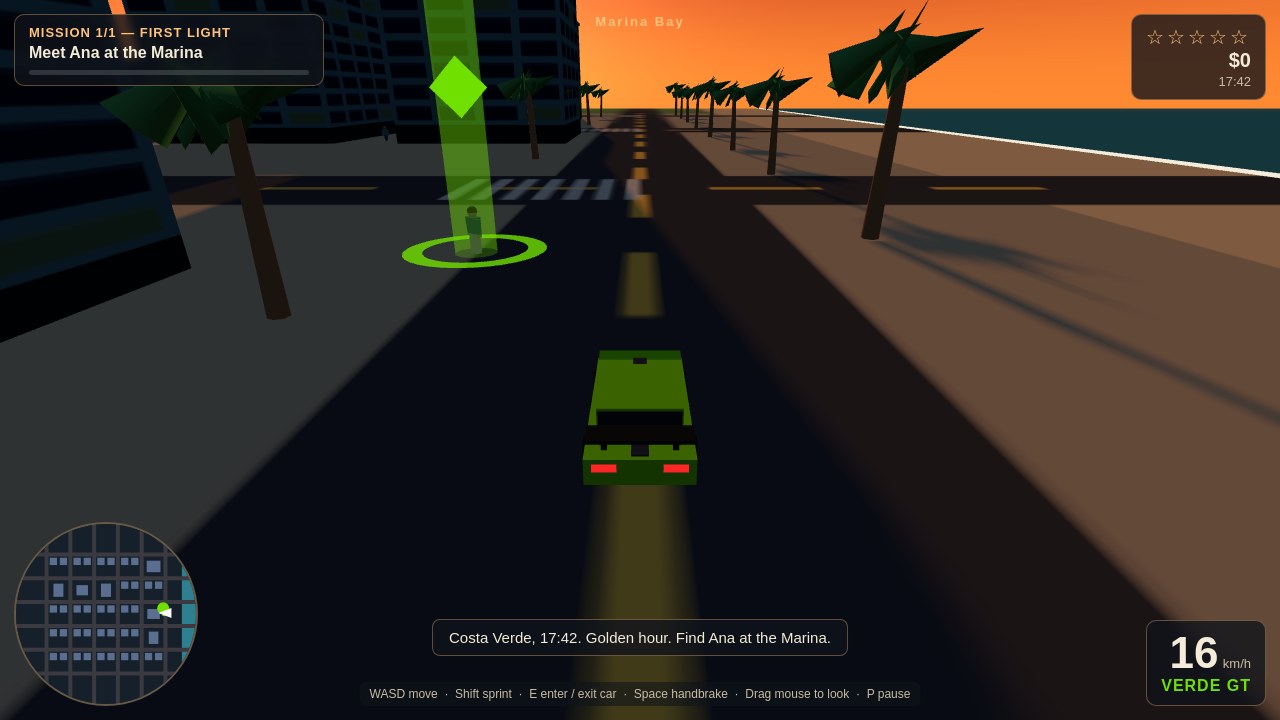 MISSION 1/1 — FIRST LIGHT
Meet Ana at the Marina
Marina Bay
☆☆☆☆☆
$0
17:42
Costa Verde, 17:42. Golden hour. Find Ana at the Marina.
WASD move · Shift sprint · E enter / exit car · Space handbrake · Drag mouse to look · P pause
16 km/h
VERDE GT